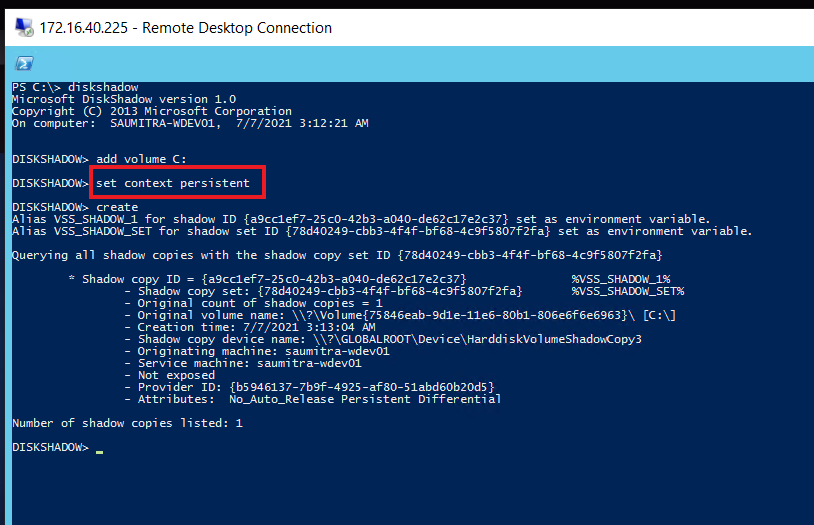 172.16.40.225 - Remote Desktop Connection
PS C:\> diskshadow
Microsoft DiskShadow version 1.0
Copyright (C) 2013 Microsoft Corporation
On computer:  SAUMITRA-WDEV01,  7/7/2021 3:12:21 AM
DISKSHADOW> add volume C:
DISKSHADOW> set context persistent
DISKSHADOW> create
Alias VSS_SHADOW_1 for shadow ID {a9cc1ef7-25c0-42b3-a040-de62c17e2c37} set as environment variable.
Alias VSS_SHADOW_SET for shadow set ID {78d40249-cbb3-4f4f-bf68-4c9f5807f2fa} set as environment variable.
Querying all shadow copies with the shadow copy set ID {78d40249-cbb3-4f4f-bf68-4c9f5807f2fa}
* Shadow copy ID = {a9cc1ef7-25c0-42b3-a040-de62c17e2c37} %VSS_SHADOW_1%
- Shadow copy set: {78d40249-cbb3-4f4f-bf68-4c9f5807f2fa} %VSS_SHADOW_SET%
- Original count of shadow copies = 1
- Original volume name: \\?\Volume{75846eab-9d1e-11e6-80b1-806e6f6e6963}\ [C:\]
- Creation time: 7/7/2021 3:13:04 AM
- Shadow copy device name: \\?\GLOBALROOT\Device\HarddiskVolumeShadowCopy3
- Originating machine: saumitra-wdev01
- Service machine: saumitra-wdev01
- Not exposed
- Provider ID: {b5946137-7b9f-4925-af80-51abd60b20d5}
- Attributes:  No_Auto_Release Persistent Differential
Number of shadow copies listed: 1
DISKSHADOW> _